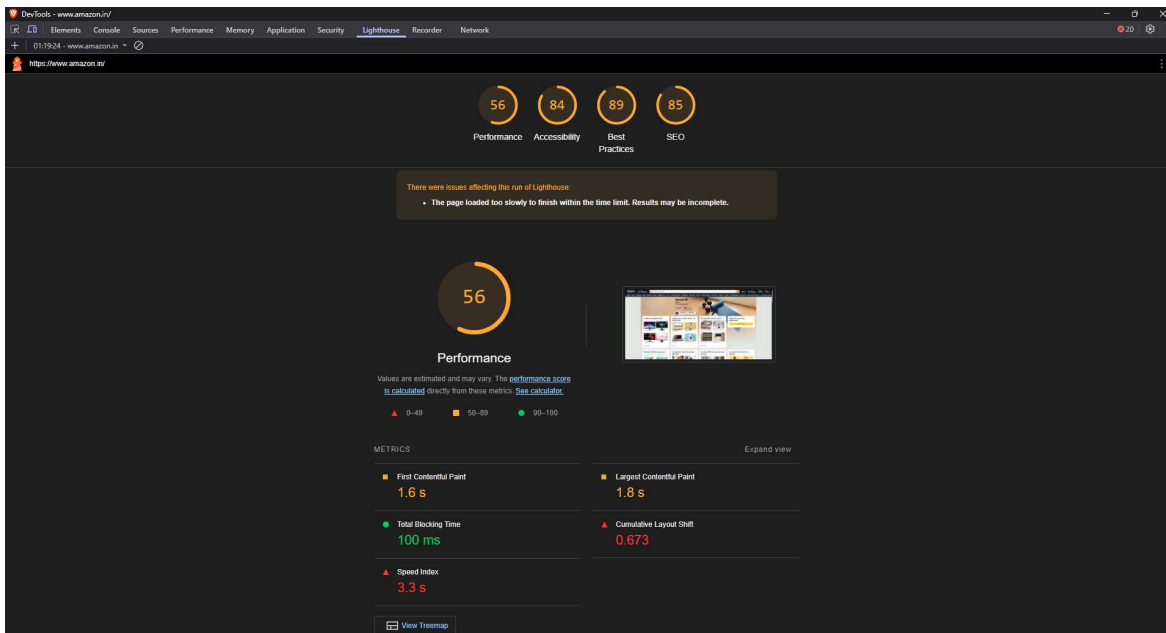 DevTools - www.amazon.in/
Elements Console Sources Performance Memory Application Security Lighthouse Recorder Network 20
01:19:24 - www.amazon.in
https://www.amazon.in/
56 84 89 85
Performance Accessibility Best Practices SEO
There were issues affecting this run of Lighthouse:
• The page loaded too slowly to finish within the time limit. Results may be incomplete.
56
Performance
Values are estimated and may vary. The performance score
is calculated directly from these metrics. See calculator.
0–49 50–89 90–100
METRICS Expand view
First Contentful Paint
1.6 s
Largest Contentful Paint
1.8 s
Total Blocking Time
100 ms
Cumulative Layout Shift
0.673
Speed Index
3.3 s
View Treemap